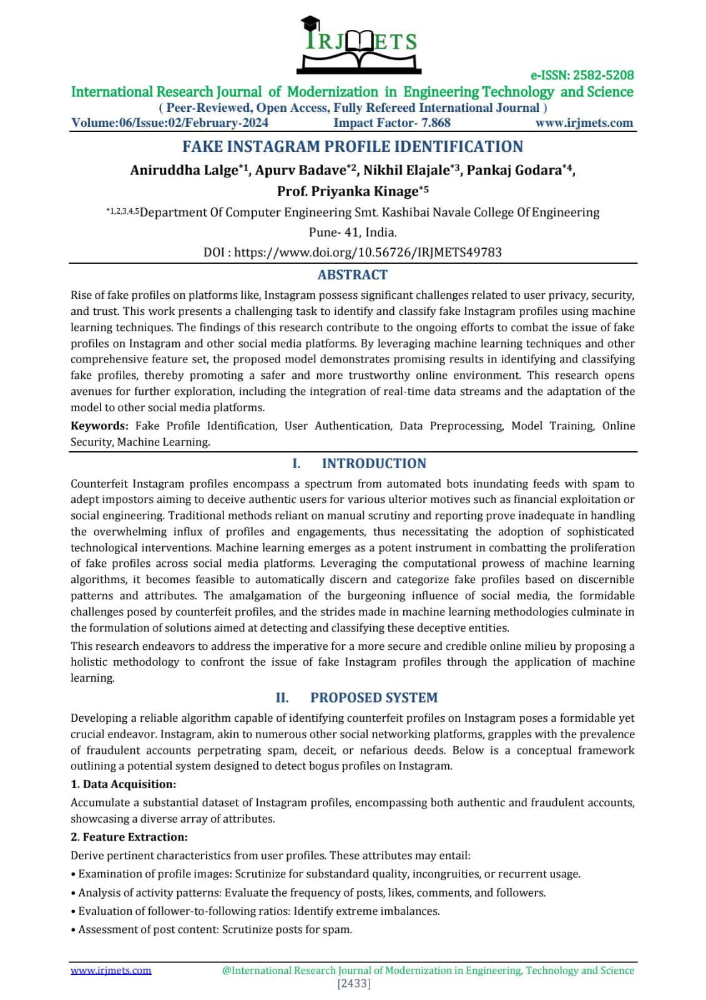 IRJMETS
e-ISSN: 2582-5208
International Research Journal of Modernization in Engineering Technology and Science
( Peer-Reviewed, Open Access, Fully Refereed International Journal )
Volume:06/Issue:02/February-2024 Impact Factor- 7.868 www.irjmets.com
FAKE INSTAGRAM PROFILE IDENTIFICATION
Aniruddha Lalge*1, Apurv Badave*2, Nikhil Elajale*3, Pankaj Godara*4,
Prof. Priyanka Kinage*5
*1,2,3,4,5Department Of Computer Engineering Smt. Kashibai Navale College Of Engineering
Pune- 41, India.
DOI : https://www.doi.org/10.56726/IRJMETS49783
ABSTRACT
Rise of fake profiles on platforms like, Instagram possess significant challenges related to user privacy, security,
and trust. This work presents a challenging task to identify and classify fake Instagram profiles using machine
learning techniques. The findings of this research contribute to the ongoing efforts to combat the issue of fake
profiles on Instagram and other social media platforms. By leveraging machine learning techniques and other
comprehensive feature set, the proposed model demonstrates promising results in identifying and classifying
fake profiles, thereby promoting a safer and more trustworthy online environment. This research opens
avenues for further exploration, including the integration of real-time data streams and the adaptation of the
model to other social media platforms.
Keywords: Fake Profile Identification, User Authentication, Data Preprocessing, Model Training, Online
Security, Machine Learning.
I. INTRODUCTION
Counterfeit Instagram profiles encompass a spectrum from automated bots inundating feeds with spam to
adept impostors aiming to deceive authentic users for various ulterior motives such as financial exploitation or
social engineering. Traditional methods reliant on manual scrutiny and reporting prove inadequate in handling
the overwhelming influx of profiles and engagements, thus necessitating the adoption of sophisticated
technological interventions. Machine learning emerges as a potent instrument in combatting the proliferation
of fake profiles across social media platforms. Leveraging the computational prowess of machine learning
algorithms, it becomes feasible to automatically discern and categorize fake profiles based on discernible
patterns and attributes. The amalgamation of the burgeoning influence of social media, the formidable
challenges posed by counterfeit profiles, and the strides made in machine learning methodologies culminate in
the formulation of solutions aimed at detecting and classifying these deceptive entities.
This research endeavors to address the imperative for a more secure and credible online milieu by proposing a
holistic methodology to confront the issue of fake Instagram profiles through the application of machine
learning.
II. PROPOSED SYSTEM
Developing a reliable algorithm capable of identifying counterfeit profiles on Instagram poses a formidable yet
crucial endeavor. Instagram, akin to numerous other social networking platforms, grapples with the prevalence
of fraudulent accounts perpetrating spam, deceit, or nefarious deeds. Below is a conceptual framework
outlining a potential system designed to detect bogus profiles on Instagram.
1. Data Acquisition:
Accumulate a substantial dataset of Instagram profiles, encompassing both authentic and fraudulent accounts,
showcasing a diverse array of attributes.
2. Feature Extraction:
Derive pertinent characteristics from user profiles. These attributes may entail:
• Examination of profile images: Scrutinize for substandard quality, incongruities, or recurrent usage.
• Analysis of activity patterns: Evaluate the frequency of posts, likes, comments, and followers.
• Evaluation of follower-to-following ratios: Identify extreme imbalances.
• Assessment of post content: Scrutinize posts for spam.
www.irjmets.com @International Research Journal of Modernization in Engineering, Technology and Science
[2433]